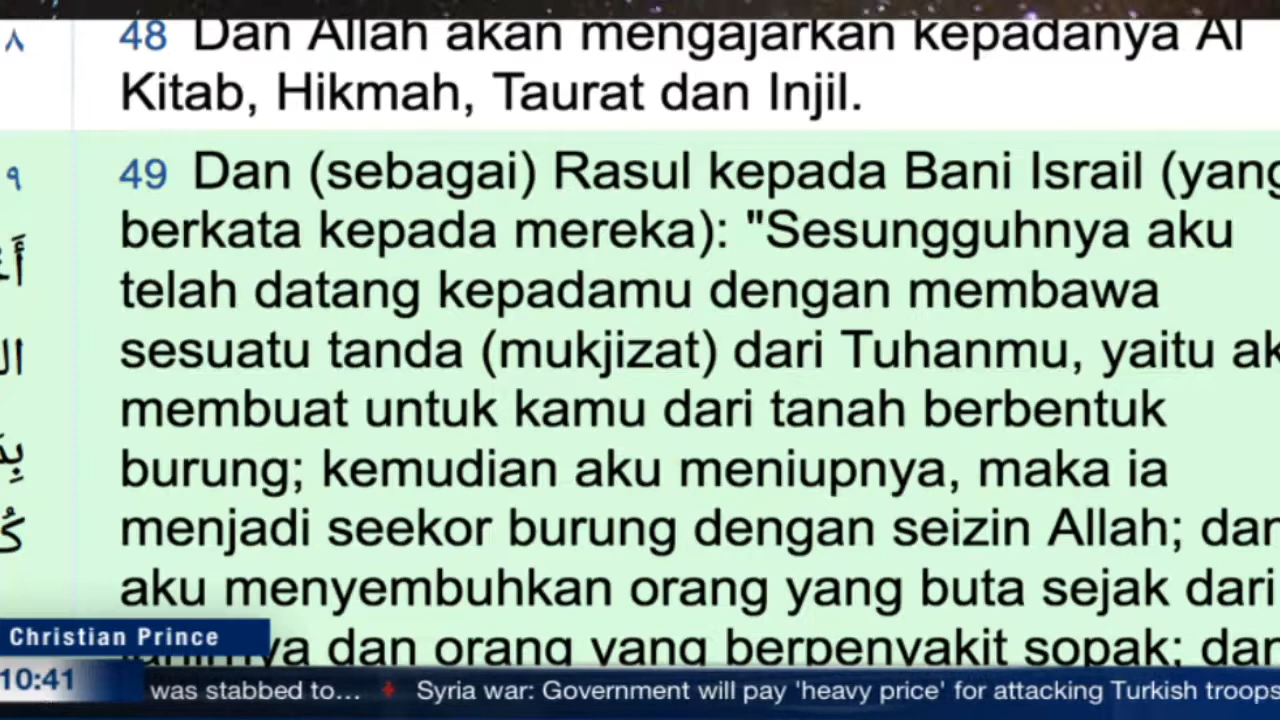 ٨
48 Dan Allah akan mengajarkan kepadanya Al
Kitab, Hikmah, Taurat dan Injil.
٩
49 Dan (sebagai) Rasul kepada Bani Israil (yang
berkata kepada mereka): "Sesungguhnya aku
telah datang kepadamu dengan membawa
sesuatu tanda (mukjizat) dari Tuhanmu, yaitu
membuat untuk kamu dari tanah berbentuk
burung; kemudian aku meniupnya, maka ia
menjadi seekor burung dengan seizin Allah; dan
aku menyembuhkan orang yang buta sejak dari
dan orang yang berpenyakit sopak; dan
Christian Prince
10:41
was stabbed to... Syria war: Government will pay 'heavy price' for attacking Turkish troops